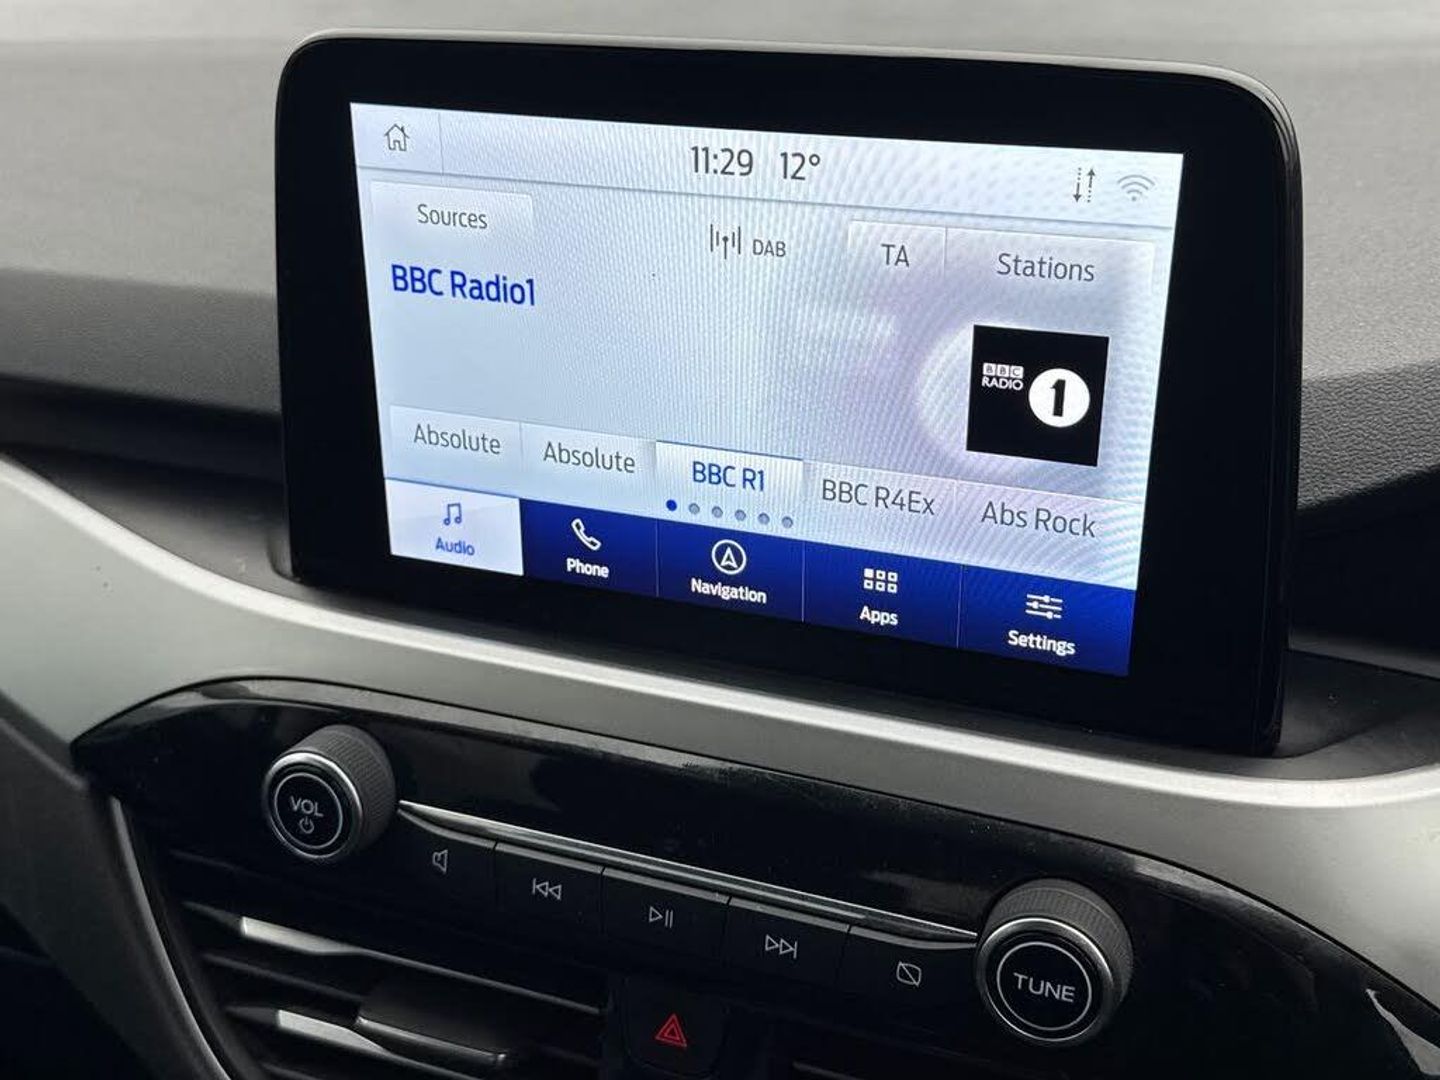 11:29 12°
Sources
DAB
TA
Stations
BBC Radio1
BBC
RADIO
1
Absolute
Absolute
BBC R1
BBC R4Ex
Abs Rock
Audio
Phone
Navigation
Apps
Settings
VOL
TUNE